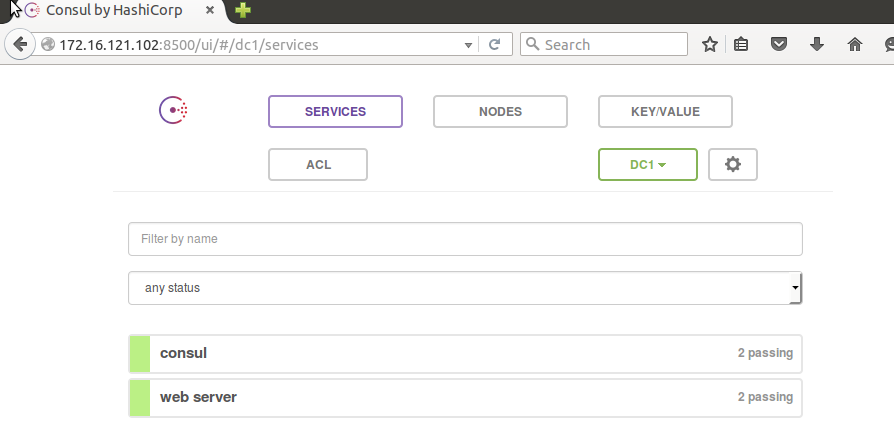 Consul by HashiCorp
172.16.121.102:8500/ui/#/dc1/services
Search
SERVICES
NODES
KEY/VALUE
ACL
DC1
Filter by name
any status
consul
2 passing
web server
2 passing